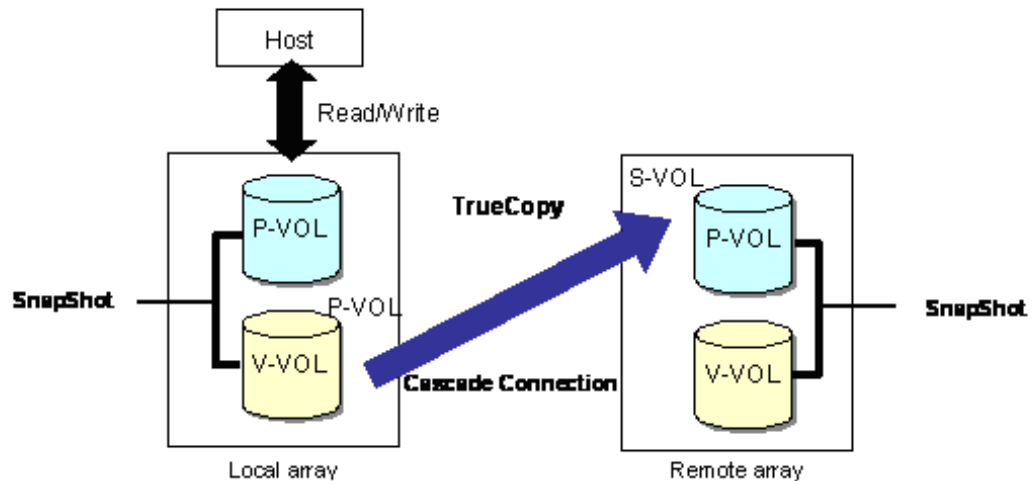 Host
Read/Write
S-VOL
TrueCopy
P-VOL
P-VOL
SnapShot
P-VOL
SnapShot
V-VOL
V-VOL
Cascade Connection
Local array
Remote array